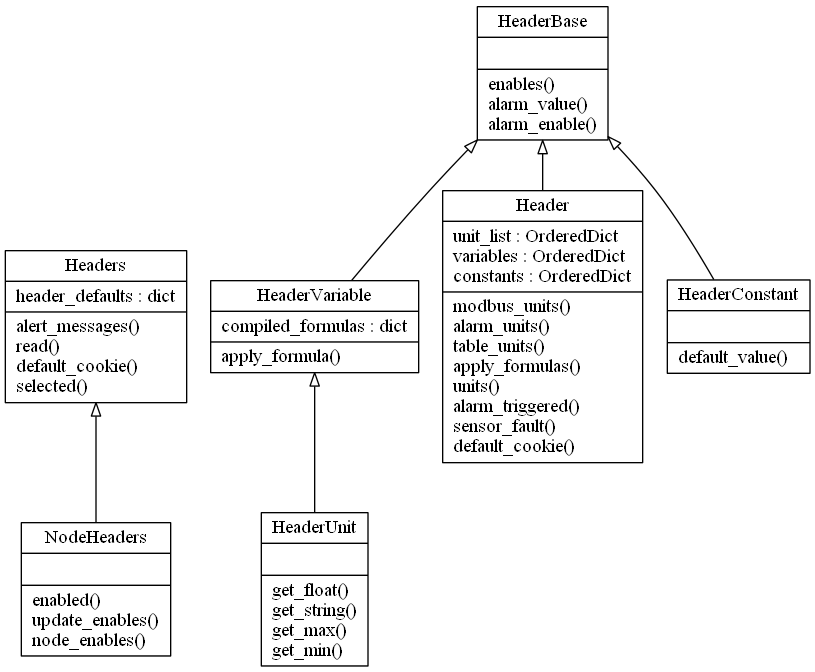 HeaderBase
enables()
alarm_value()
alarm_enable()
Headers
header_defaults : dict
alert_messages()
read()
default_cookie()
selected()
HeaderVariable
compiled_formulas : dict
apply_formula()
Header
unit_list : OrderedDict
variables : OrderedDict
constants : OrderedDict
modbus_units()
alarm_units()
table_units()
apply_formulas()
units()
alarm_triggered()
sensor_fault()
default_cookie()
HeaderConstant
default_value()
NodeHeaders
enabled()
update_enables()
node_enables()
HeaderUnit
get_float()
get_string()
get_max()
get_min()